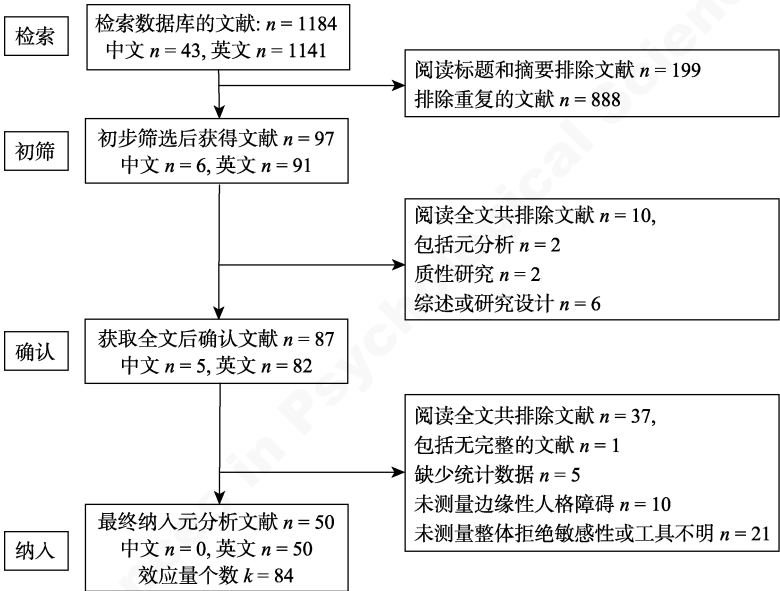 检索
检索数据库的文献: n = 1184
中文 n = 43, 英文 n = 1141
阅读标题和摘要排除文献 n = 199
排除重复的文献 n = 888
初筛
初步筛选后获得文献 n = 97
中文 n = 6, 英文 n = 91
阅读全文共排除文献 n = 10,
包括元分析 n = 2
质性研究 n = 2
综述或研究设计 n = 6
确认
获取全文后确认文献 n = 87
中文 n = 5, 英文 n = 82
阅读全文共排除文献 n = 37,
包括无完整的文献 n = 1
缺少统计数据 n = 5
未测量边缘性人格障碍 n = 10
未测量整体拒绝敏感性或工具不明 n = 21
纳入
最终纳入元分析文献 n = 50
中文 n = 0, 英文 n = 50
效应量个数 k = 84
in Psychological Science